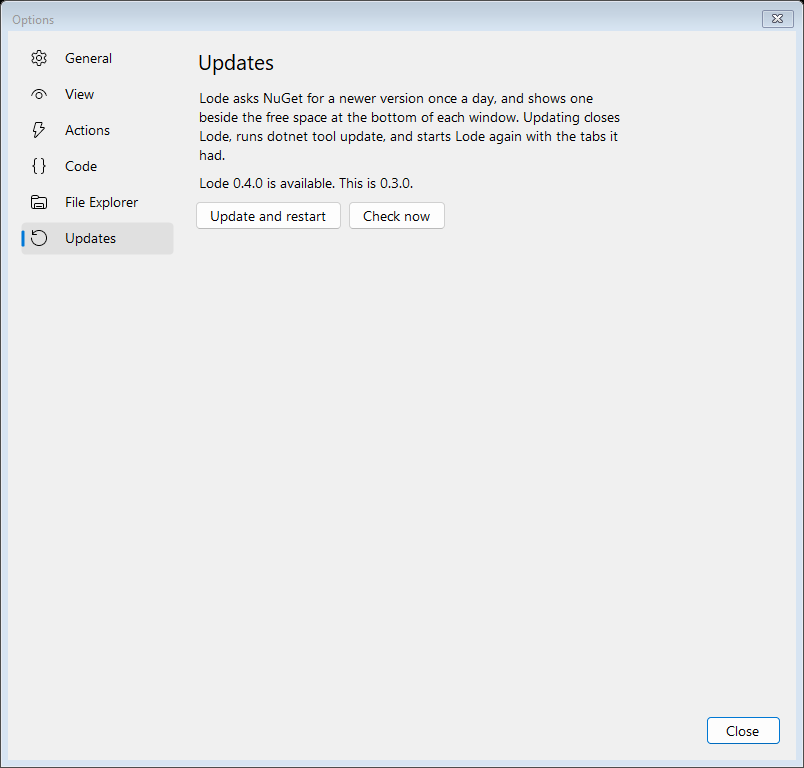 Options
General
View
Actions
Code
File Explorer
Updates
Updates
Lode asks NuGet for a newer version once a day, and shows one
beside the free space at the bottom of each window. Updating closes
Lode, runs dotnet tool update, and starts Lode again with the tabs it
had.
Lode 0.4.0 is available. This is 0.3.0.
Update and restart
Check now
Close